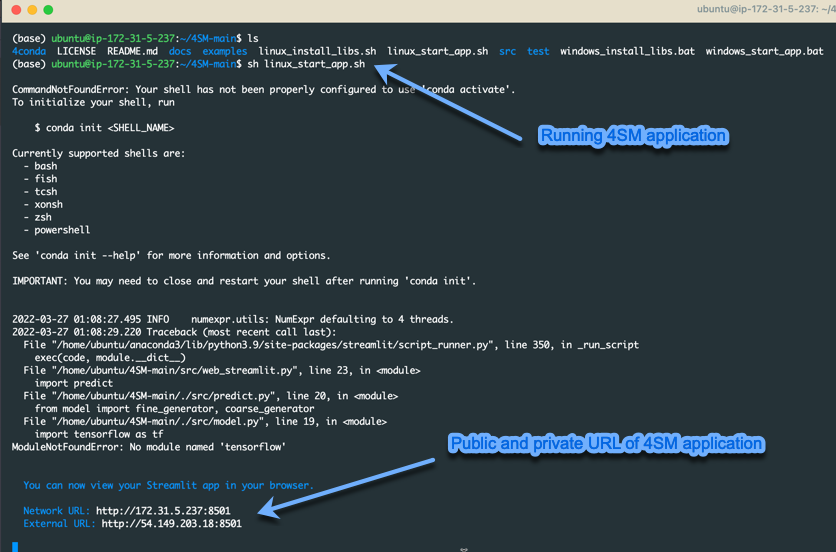 ubuntu@ip-172-31-5-237: ~/4
(base) ubuntu@ip-172-31-5-237:~/4SM-main$ ls
4conda LICENSE README.md docs examples linux_install_libs.sh linux_start_app.sh src test windows_install_libs.bat windows_start_app.bat
(base) ubuntu@ip-172-31-5-237:~/4SM-main$ sh linux_start_app.sh
CommandNotFoundError: Your shell has not been properly configured to use 'conda activate'.
To initialize your shell, run
$ conda init <SHELL_NAME>
Running 4SM application
Currently supported shells are:
- bash
- fish
- tcsh
- xonsh
- zsh
- powershell
See 'conda init --help' for more information and options.
IMPORTANT: You may need to close and restart your shell after running 'conda init'.
2022-03-27 01:08:27.495 INFO    numexpr.utils: NumExpr defaulting to 4 threads.
2022-03-27 01:08:29.220 Traceback (most recent call last):
File "/home/ubuntu/anaconda3/lib/python3.9/site-packages/streamlit/script_runner.py", line 350, in _run_script
exec(code, module.__dict__)
File "/home/ubuntu/4SM-main/src/web_streamlit.py", line 23, in <module>
import predict
File "/home/ubuntu/4SM-main/./src/predict.py", line 20, in <module>
from model import fine_generator, coarse_generator
File "/home/ubuntu/4SM-main/./src/model.py", line 19, in <module>
import tensorflow as tf
ModuleNotFoundError: No module named 'tensorflow'
Public and private URL of 4SM application
You can now view your Streamlit app in your browser.
Network URL: http://172.31.5.237:8501
External URL: http://54.149.203.18:8501